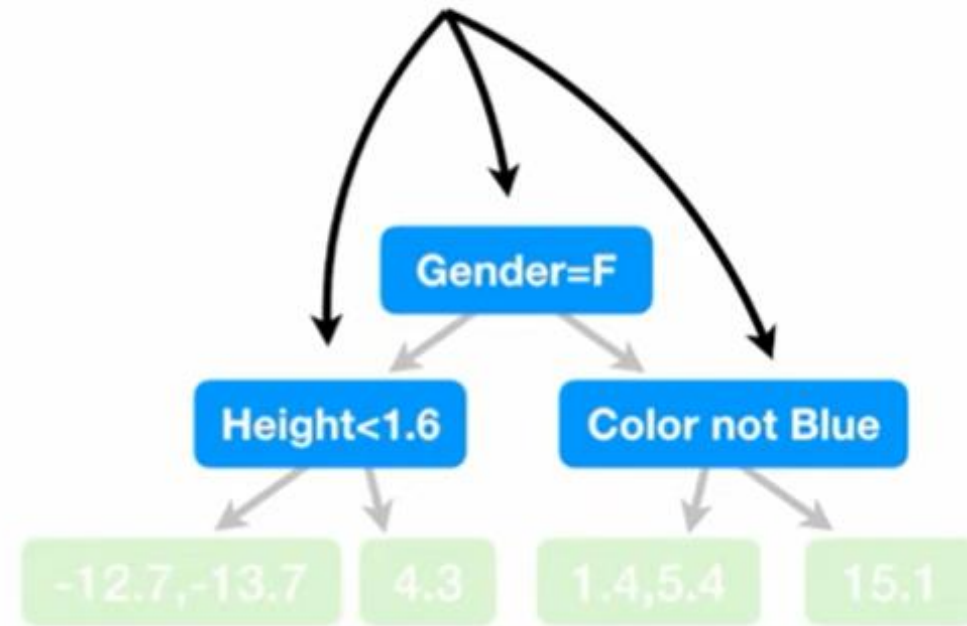 Gender=F
Height<1.6
Color not Blue
-12.7,-13.7
4.3
1.4,5.4
15.1